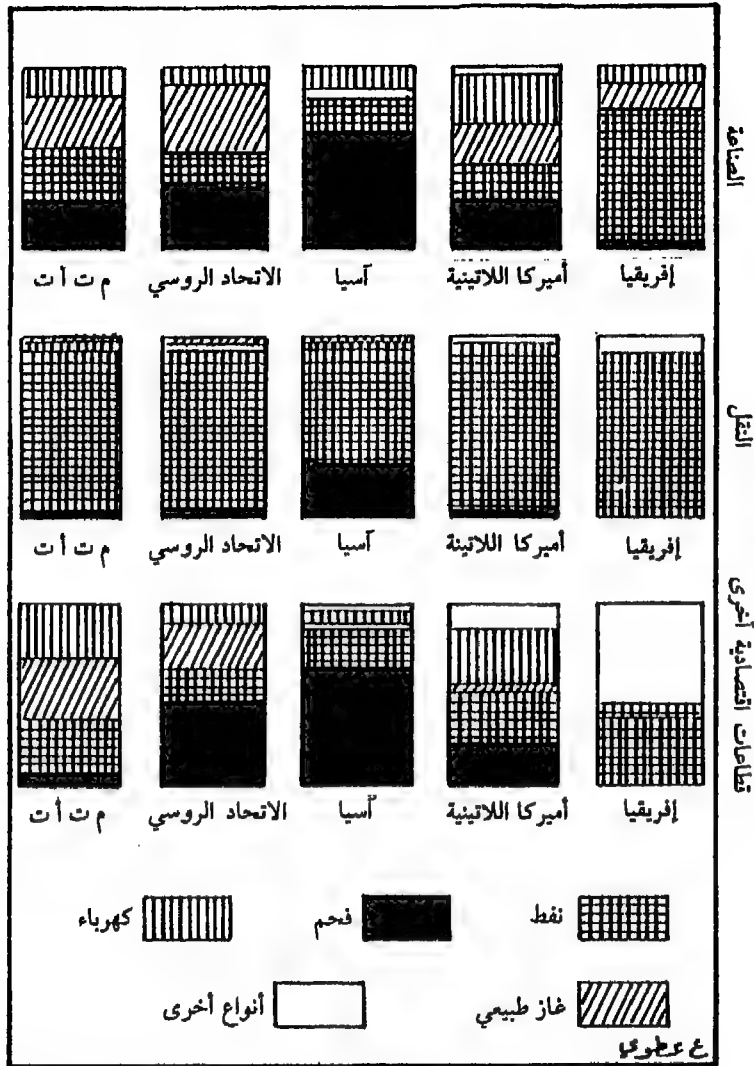 الصناعة
إفريقيا أميركا اللاتينية آسيا الاتحاد الروسي م ت أ ت
النقل
إفريقيا أميركا اللاتينة آسيا الاتحاد الروسي م ت أ ت
قطاعات اقتصادية أخرى
إفريقيا أميركا اللاتينية آسيا الاتحاد الروسي م ت أ ت
نفط فحم كهرباء
غاز طبيعي أنواع أخرى